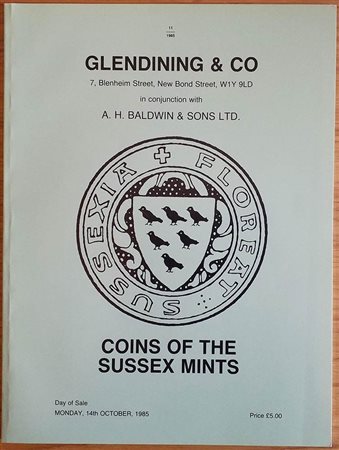 11
1985
GLENDINING & CO
7, Blenheim Street, New Bond Street, W1Y 9LD
in conjunction with
A. H. BALDWIN & SONS LTD.
SUSSEXIA + FLOREAT
COINS OF THE
SUSSEX MINTS
Day of Sale
MONDAY, 14th OCTOBER, 1985
Price £5.00